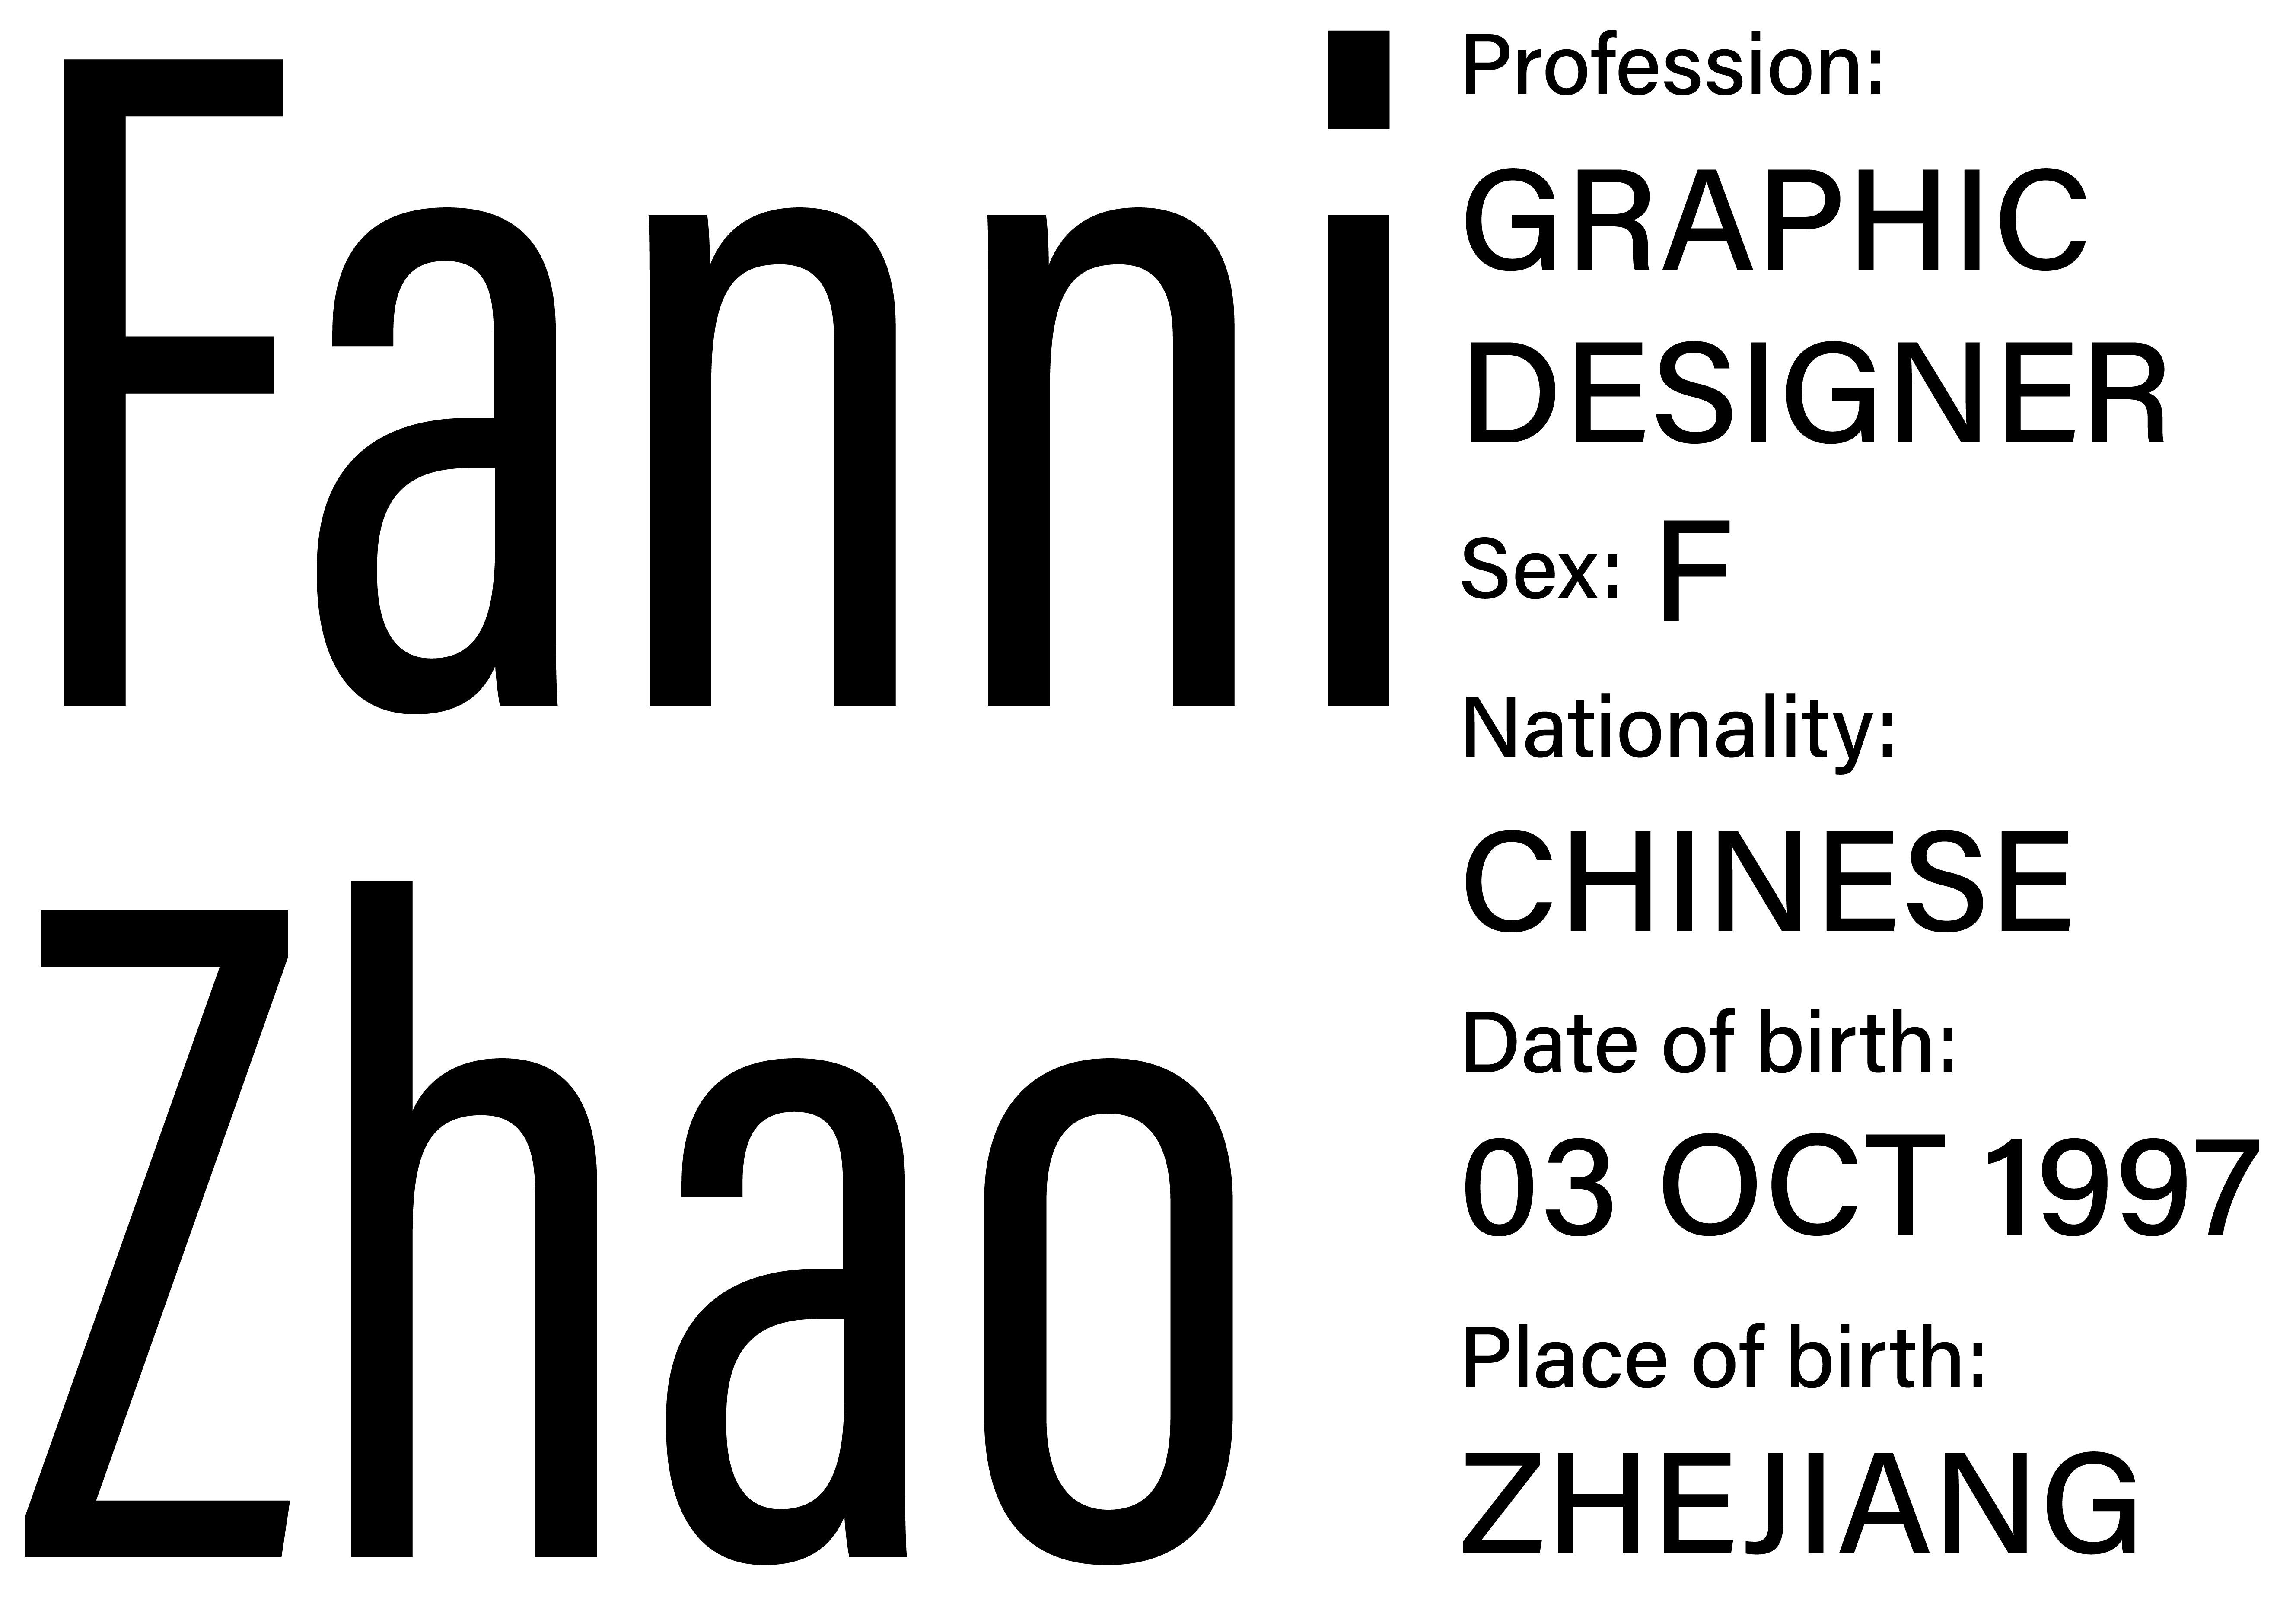 Fanni
Zhao
Profession:
GRAPHIC
DESIGNER
Sex: F
Nationality:
CHINESE
Date of birth:
03 OCT 1997
Place of birth:
ZHEJIANG